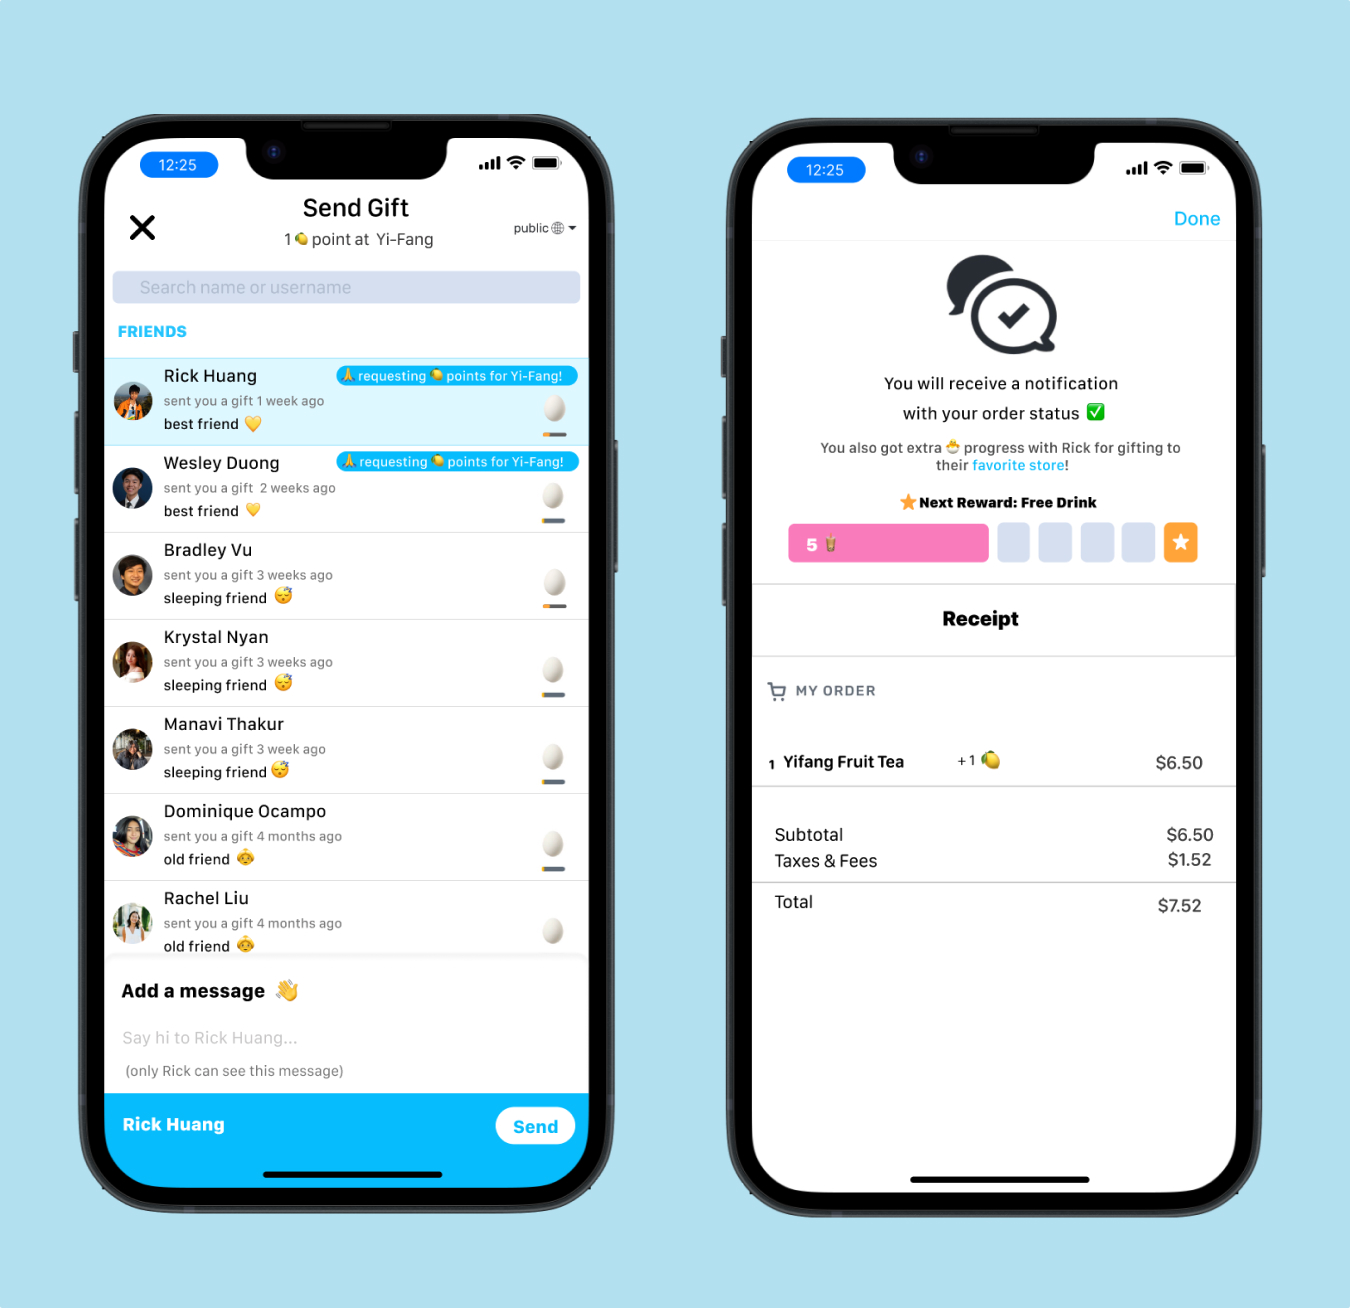 12:25
Send Gift
1 🍋 point at Yi-Fang
public
Search name or username
FRIENDS
Rick Huang
🙏 requesting 🍋 points for Yi-Fang!
sent you a gift 1 week ago
best friend 💛
Wesley Duong
🙏 requesting 🍋 points for Yi-Fang!
sent you a gift 2 weeks ago
best friend 💛
Bradley Vu
sent you a gift 3 weeks ago
sleeping friend 😴
Krystal Nyan
sent you a gift 3 weeks ago
sleeping friend 😴
Manavi Thakur
sent you a gift 3 week ago
sleeping friend 😴
Dominique Ocampo
sent you a gift 4 months ago
old friend 👵
Rachel Liu
sent you a gift 4 months ago
old friend 👵
Add a message 👋
Say hi to Rick Huang...
(only Rick can see this message)
Rick Huang
Send
12:25
Done
You will receive a notification
with your order status ✅
You also got extra 🐣 progress with Rick for gifting to
their favorite store!
Next Reward: Free Drink
5 🧋
Receipt
MY ORDER
1 Yifang Fruit Tea +1 🍋 $6.50
Subtotal $6.50
Taxes & Fees $1.52
Total $7.52